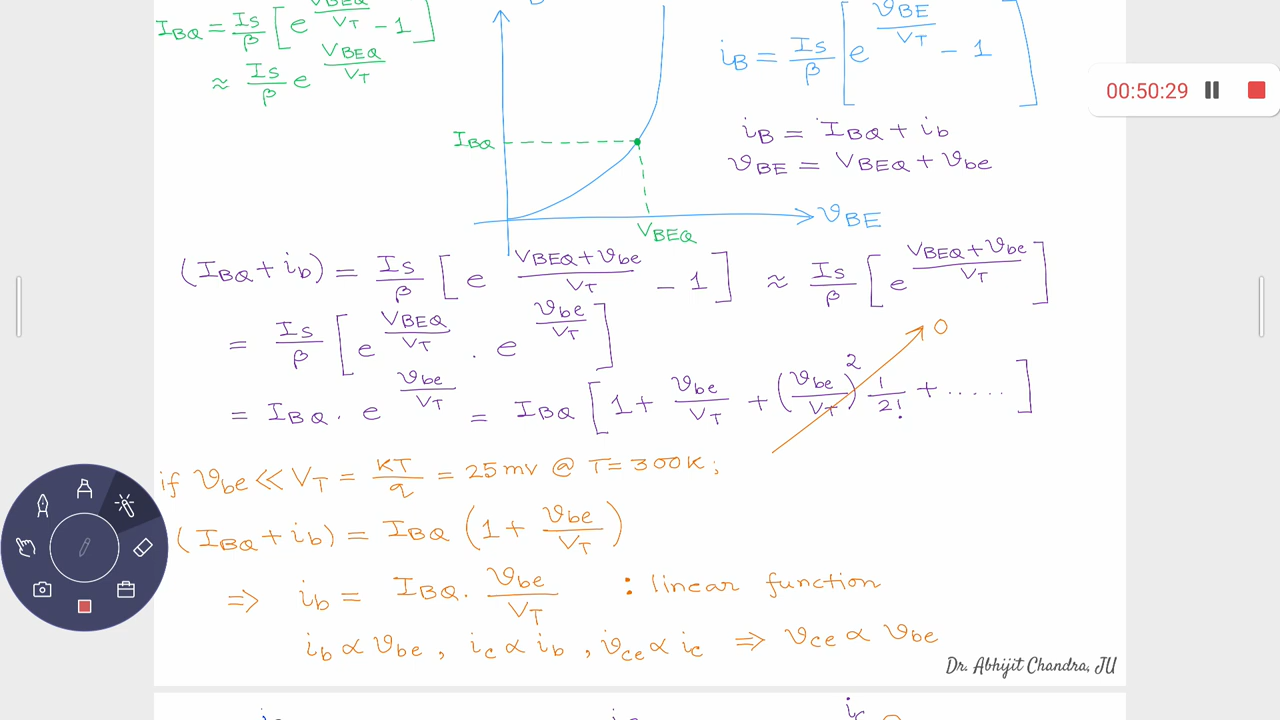 I_BQ = I_S/β [e^(V_BEQ/V_T) - 1]
≈ I_S/β e^(V_BEQ/V_T)
i_B = I_S/β [e^(v_BE/V_T) - 1]
00:50:29
i_B = I_BQ + i_b
v_BE = V_BEQ + v_be
I_BQ
v_BE
V_BEQ
(I_BQ + i_b) = I_S/β [e^((V_BEQ + v_be)/V_T) - 1] ≈ I_S/β [e^((V_BEQ + v_be)/V_T)]
= I_S/β [e^(V_BEQ/V_T) . e^(v_be/V_T)]
0
= I_BQ . e^(v_be/V_T) = I_BQ [1 + v_be/V_T + (v_be/V_T)^2 1/2! + .....]
if v_be << V_T = KT/q = 25mv @ T = 300K;
(I_BQ + i_b) = I_BQ (1 + v_be/V_T)
⇒ i_b = I_BQ . v_be/V_T : linear function
i_b ∝ v_be , i_c ∝ i_b , v_ce ∝ i_c ⇒ v_ce ∝ v_be
Dr. Abhijit Chandra, JU